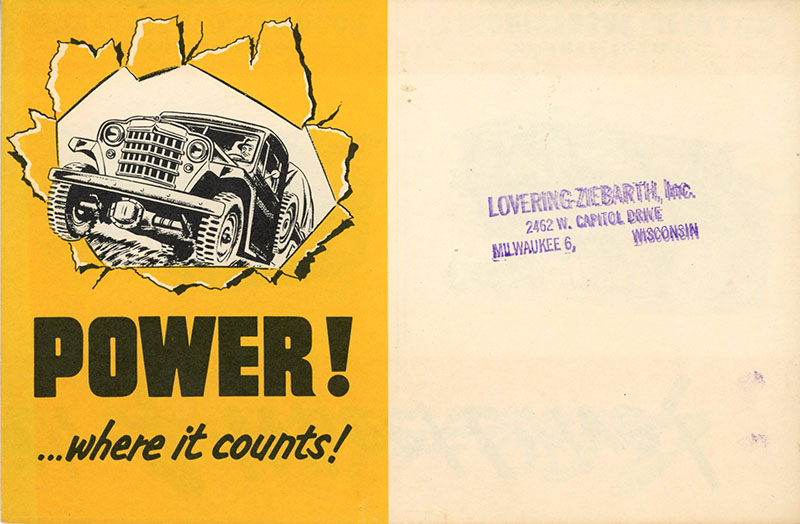 POWER!
...where it counts!
LOVERING-ZIEBARTH, Inc.
2462 W. CAPITOL DRIVE
MILWAUKEE 6, WISCONSIN